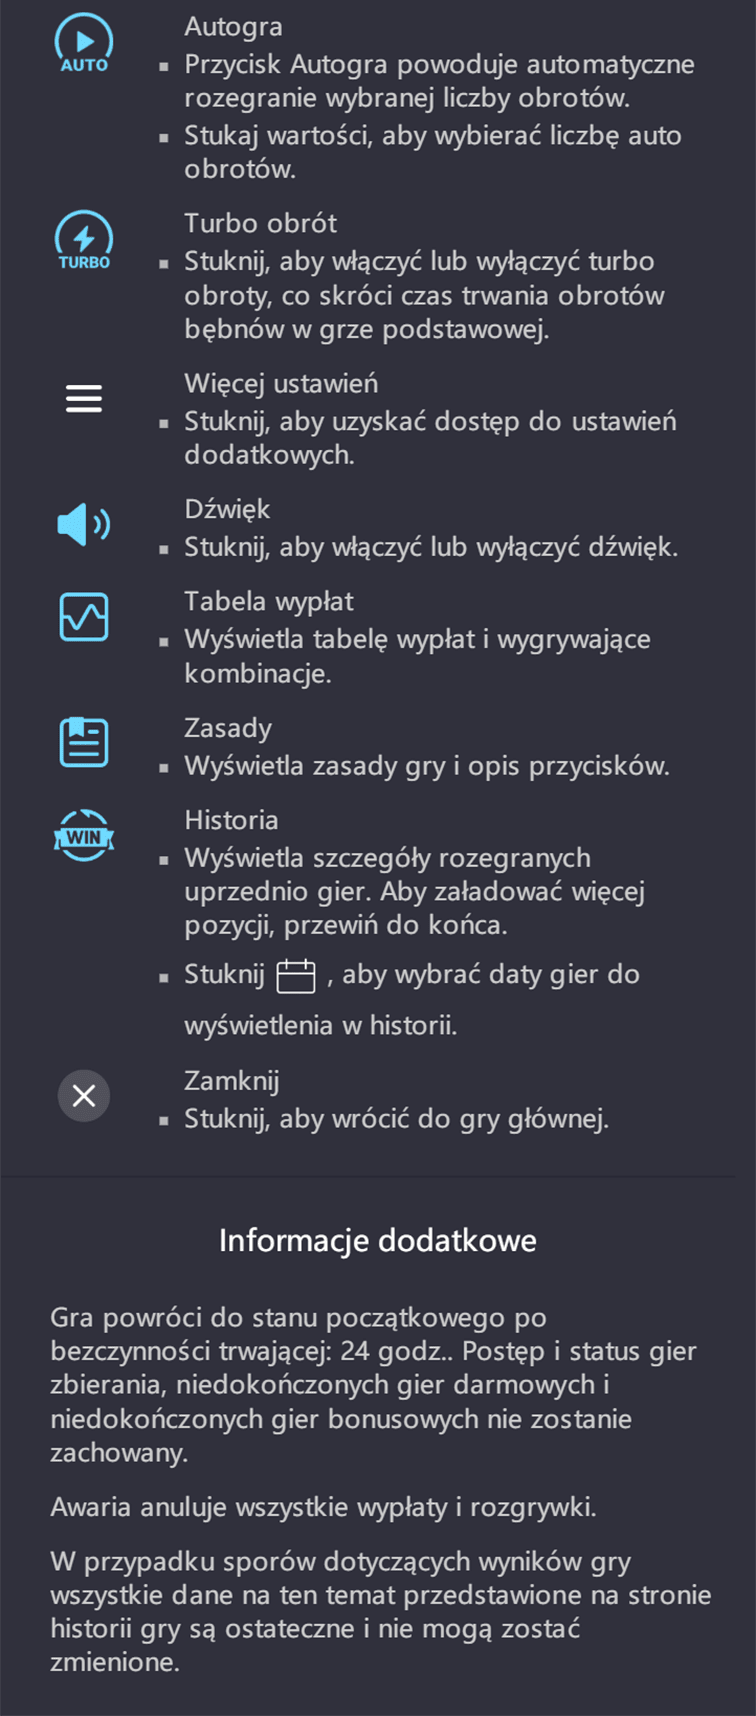 AUTO
Autogra
▪ Przycisk Autogra powoduje automatyczne
rozegranie wybranej liczby obrotów.
▪ Stukaj wartości, aby wybierać liczbę auto
obrotów.
TURBO
Turbo obrót
▪ Stuknij, aby włączyć lub wyłączyć turbo
obroty, co skróci czas trwania obrotów
bębnów w grze podstawowej.
Więcej ustawień
▪ Stuknij, aby uzyskać dostęp do ustawień
dodatkowych.
Dźwięk
▪ Stuknij, aby włączyć lub wyłączyć dźwięk.
Tabela wypłat
▪ Wyświetla tabelę wypłat i wygrywające
kombinacje.
Zasady
▪ Wyświetla zasady gry i opis przycisków.
WIN
Historia
▪ Wyświetla szczegóły rozegranych
uprzednio gier. Aby załadować więcej
pozycji, przewiń do końca.
▪ Stuknij , aby wybrać daty gier do
wyświetlenia w historii.
Zamknij
▪ Stuknij, aby wrócić do gry głównej.
Informacje dodatkowe
Gra powróci do stanu początkowego po
bezczynności trwającej: 24 godz.. Postęp i status gier
zbierania, niedokończonych gier darmowych i
niedokończonych gier bonusowych nie zostanie
zachowany.
Awaria anuluje wszystkie wypłaty i rozgrywki.
W przypadku sporów dotyczących wyników gry
wszystkie dane na ten temat przedstawione na stronie
historii gry są ostateczne i nie mogą zostać
zmienione.